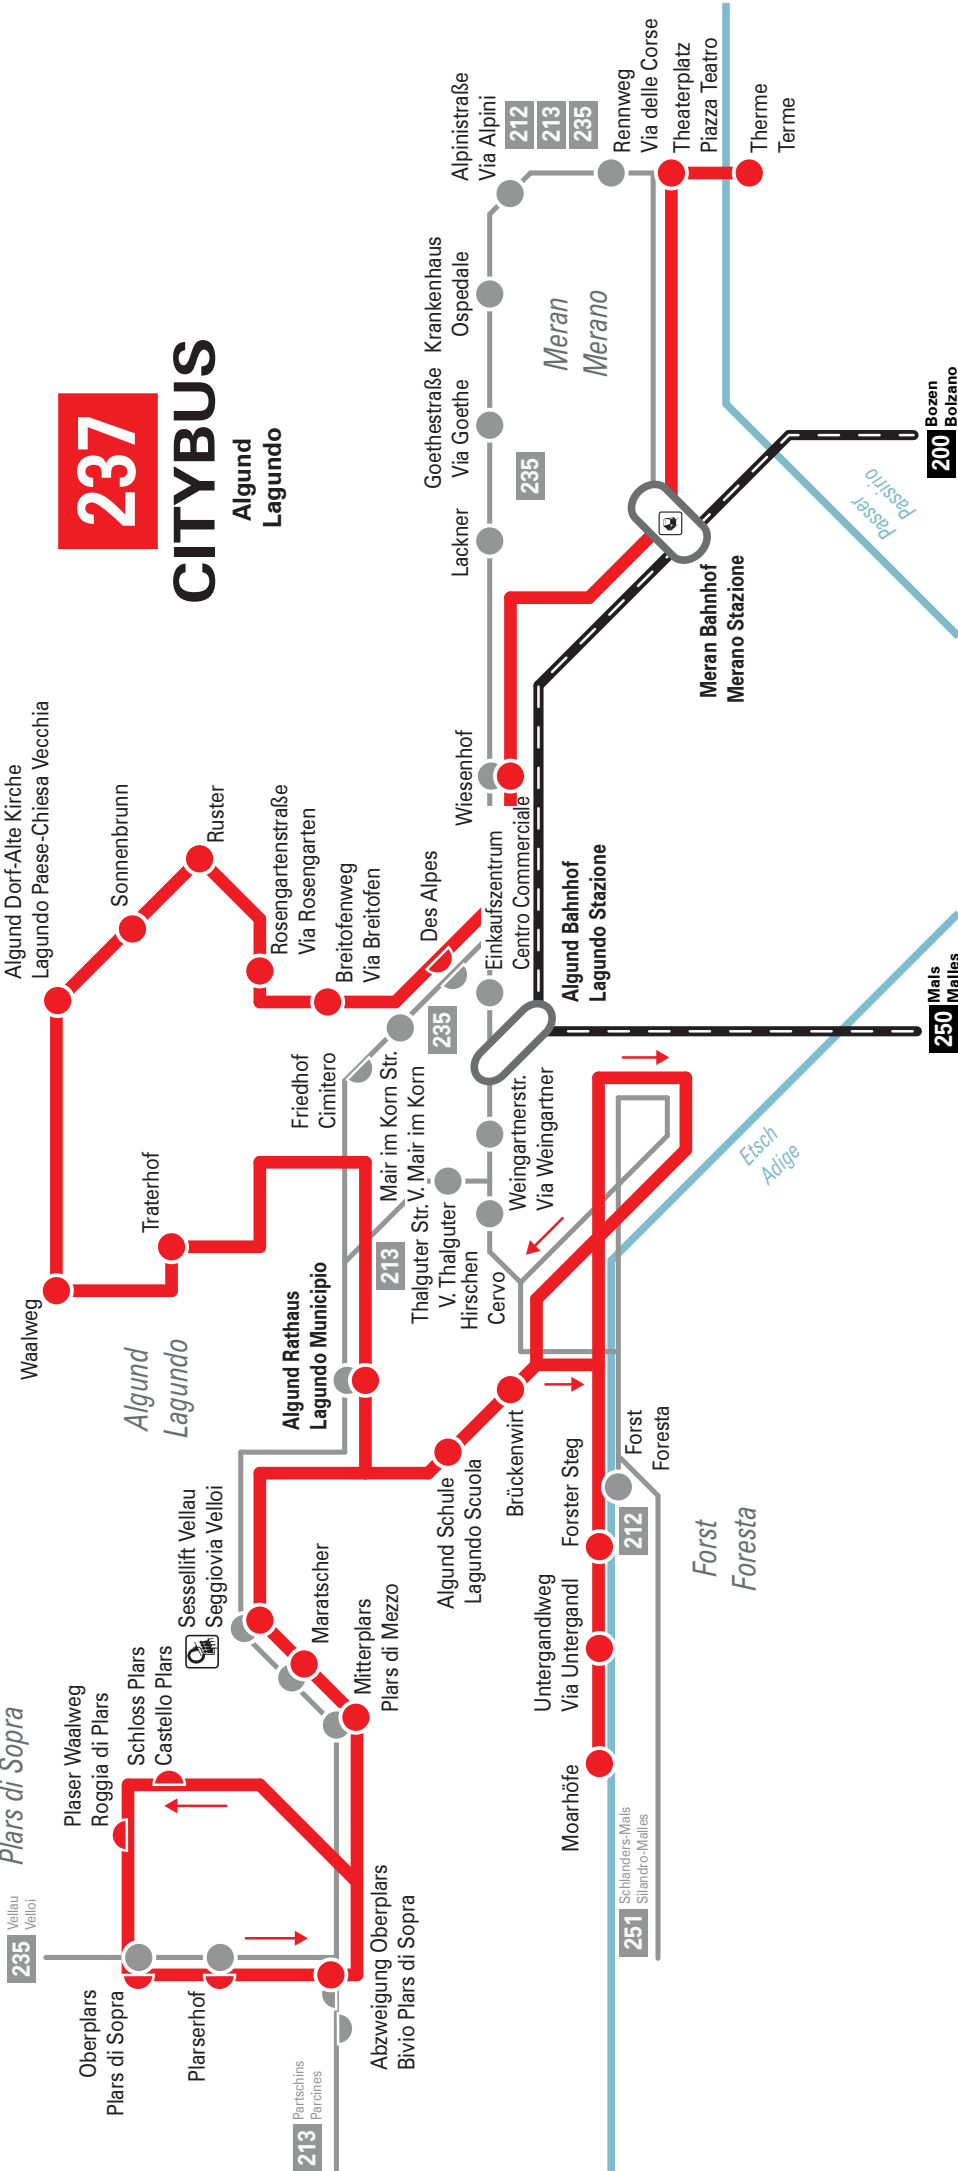 237
CITYBUS
Algund
Lagundo
235
Vellau
Velloi
Plars di Sopra
Oberplars
Plars di Sopra
Plarserhof
Plaser Waalweg
Roggia di Plars
Schloss Plars
Castello Plars
213
Partschins
Parcines
Abzweigung Oberplars
Bivio Plars di Sopra
Sessellift Vellau
Seggiovia Velloi
Maratscher
Mitterplars
Plars di Mezzo
Waalweg
Traterhof
Algund
Lagundo
Algund Rathaus
Lagundo Municipio
Algund Dorf-Alte Kirche
Lagundo Paese-Chiesa Vecchia
Sonnenbrunn
Ruster
Rosengartenstraße
Via Rosengarten
Breitofenweg
Via Breitofen
Des Alpes
Friedhof
Cimitero
235
Mair im Korn Str.
V. Mair im Korn
213
Thalguter Str.
V. Thalguter
Hirschen
Cervo
Weingartnerstr.
Via Weingartner
Einkaufszentrum
Centro Commerciale
Algund Bahnhof
Lagundo Stazione
Wiesenhof
Lackner
235
Goethestraße
Via Goethe
Krankenhaus
Ospedale
Alpinistraße
Via Alpini
212
213
235
Rennweg
Via delle Corse
Theaterplatz
Piazza Teatro
Therme
Terme
Meran
Merano
Meran Bahnhof
Merano Stazione
Passer
Passirio
200
Bozen
Bolzano
250
Mals
Malles
Etsch
Adige
Algund Schule
Lagundo Scuola
Brückenwirt
Forster Steg
212
Forst
Foresta
Forst
Foresta
Untergandlweg
Via Untergandl
Moarhöfe
251
Schlanders-Mals
Silandro-Malles